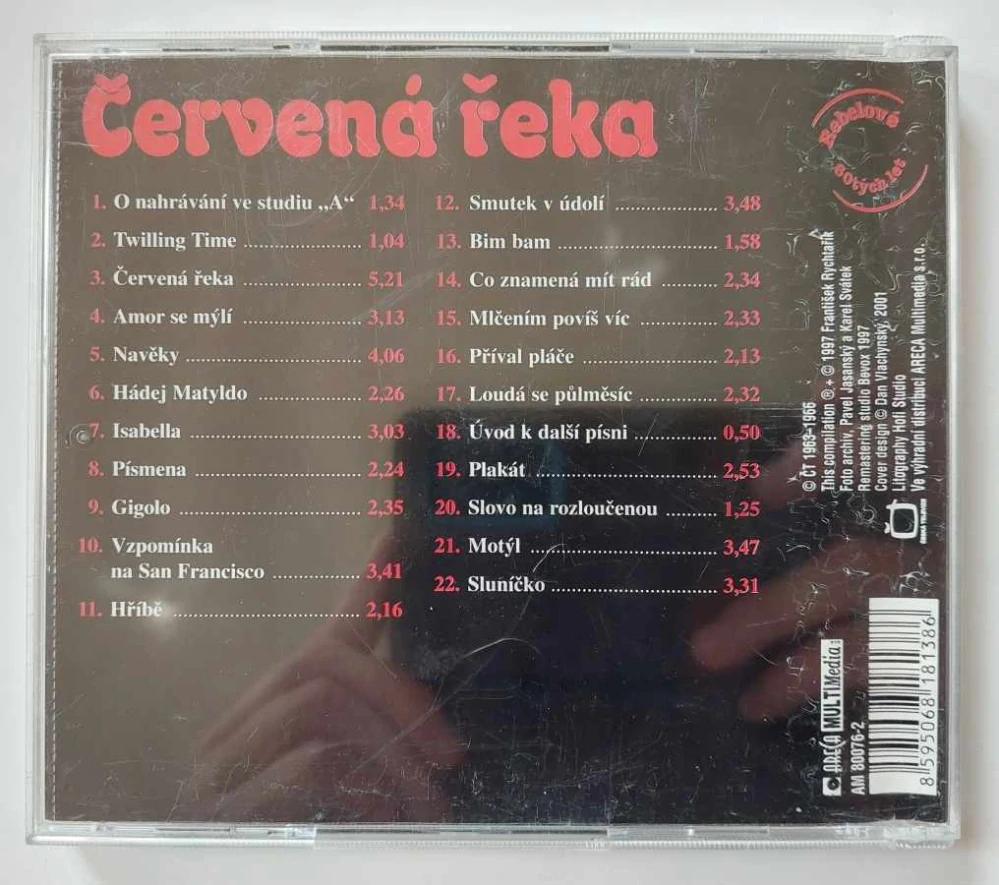 Červená řeka
Rebelové
60tých let
1. O nahrávání ve studiu „A“ 1,34
2. Twilling Time 1,04
3. Červená řeka 5,21
4. Amor se mýlí 3,13
5. Navěky 4,06
6. Hádej Matyldo 2,26
7. Isabella 3,03
8. Písmena 2,24
9. Gigolo 2,35
10. Vzpomínka
na San Francisco 3,41
11. Hříbě 2,16
12. Smutek v údolí 3,48
13. Bim bam 1,58
14. Co znamená mít rád 2,34
15. Mlčením povíš víc 2,33
16. Příval pláče 2,13
17. Loudá se půlměsíc 2,32
18. Úvod k další písni 0,50
19. Plakát 2,53
20. Slovo na rozloučenou 1,25
21. Motýl 3,47
22. Sluníčko 3,31
© ČT 1963-1966
This compilation ® + © 1997 František Rychtařík
Foto archiv, Pavel Jasanský a Karel Svátek
Remastering studio Bevox 1997
Cover design © Dan Vlachynský, 2001
Litography Hofi Studio
Ve výhradní distribuci ARECA Multimedia s.r.o.
ARECA MULTIMedia
AM 80076-2
8 595068 181386